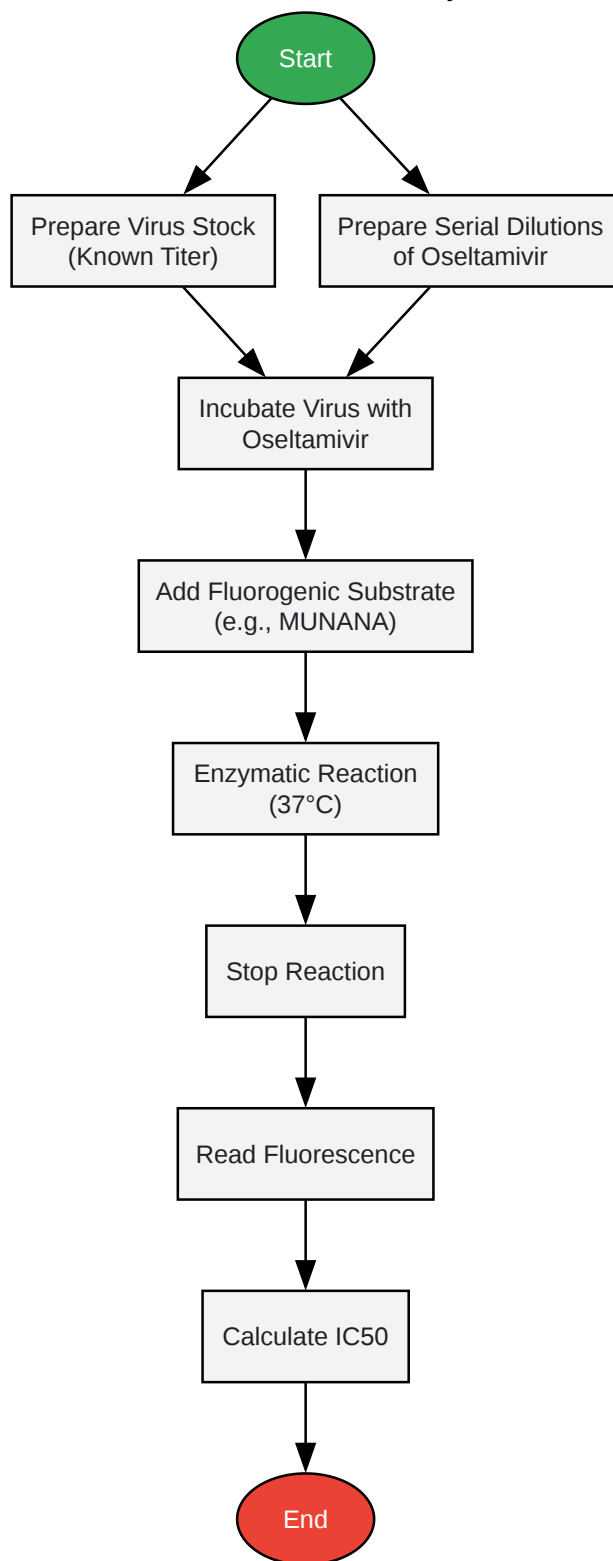 Start
Prepare Virus Stock
(Known Titer)
Prepare Serial Dilutions
of Oseltamivir
Incubate Virus with
Oseltamivir
Add Fluorogenic Substrate
(e.g., MUNANA)
Enzymatic Reaction
(37°C)
Stop Reaction
Read Fluorescence
Calculate IC50
End